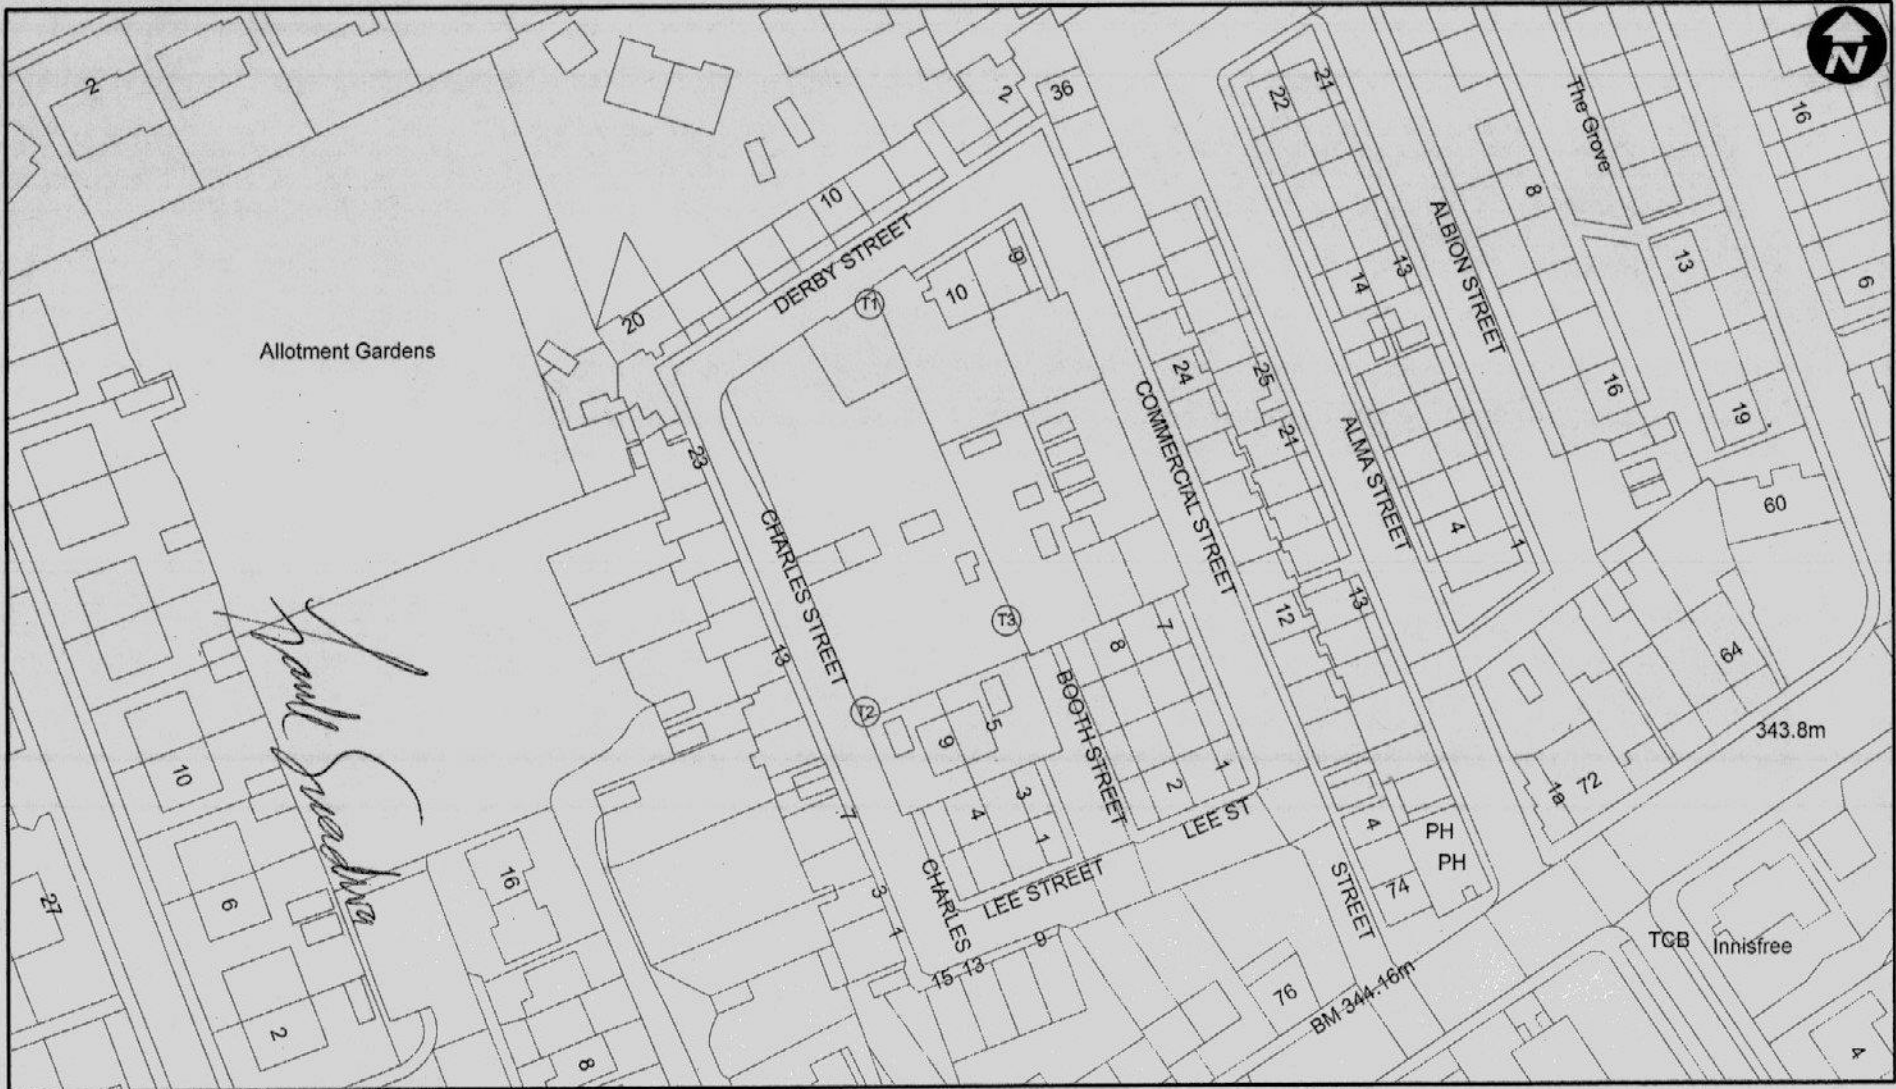 N
2
2
36
21
22
The Grove
16
10
8
ALBION STREET
DERBY STREET
13
13
6
9
14
10
T1
20
Allotment Gardens
24
25
16
COMMERCIAL STREET
19
21
ALMA STREET
23
60
4
1
CHARLES STREET
13
12
T3
7
8
13
64
BOOTH STREET
T2
5
9
343.8m
10
1
2
3
72
1a
7
4
LEE ST
4
PH
1
PH
16
CHARLES
LEE STREET
STREET
74
27
6
3
1
9
TCB
Innisfree
15 13
BM 344.16m
76
2
8
4